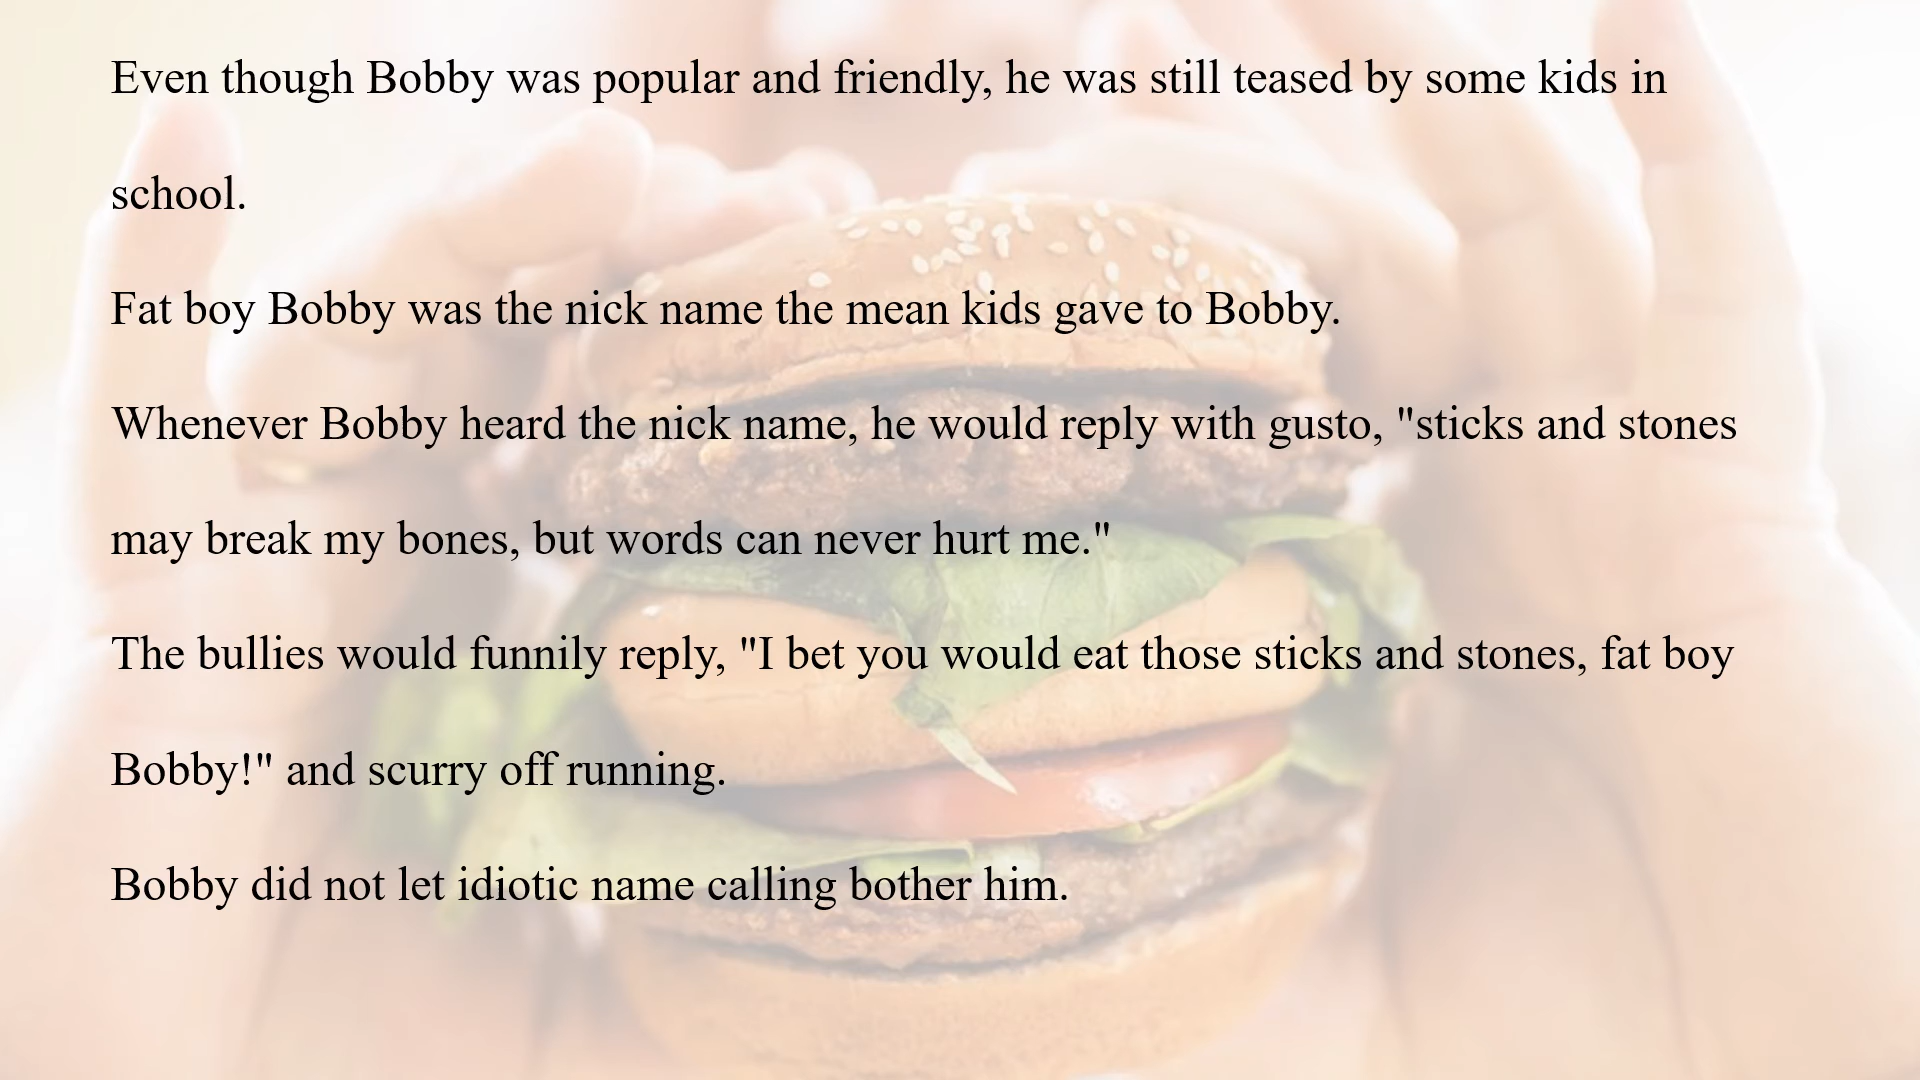 Even though Bobby was popular and friendly, he was still teased by some kids in
school.
Fat boy Bobby was the nick name the mean kids gave to Bobby.
Whenever Bobby heard the nick name, he would reply with gusto, "sticks and stones
may break my bones, but words can never hurt me."
The bullies would funnily reply, "I bet you would eat those sticks and stones, fat boy
Bobby!" and scurry off running.
Bobby did not let idiotic name calling bother him.